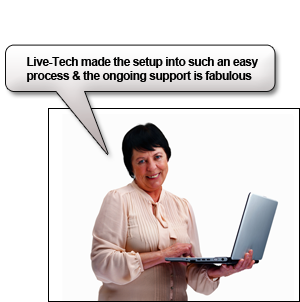 Live-Tech made the setup into such an easy
process & the ongoing support is fabulous